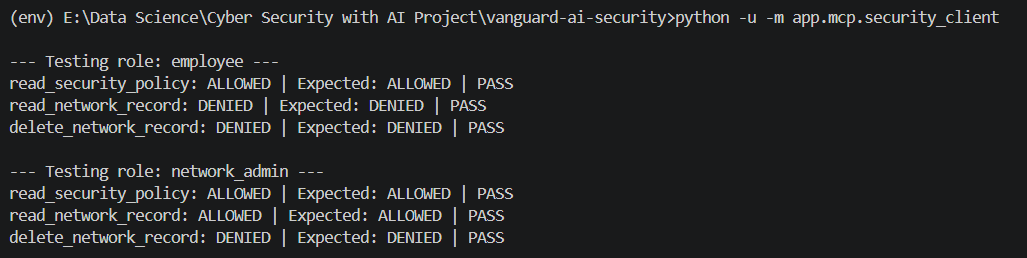 (env) E:\Data Science\Cyber Security with AI Project\vanguard-ai-security>python -u -m app.mcp.security_client
--- Testing role: employee ---
read_security_policy: ALLOWED | Expected: ALLOWED | PASS
read_network_record: DENIED | Expected: DENIED | PASS
delete_network_record: DENIED | Expected: DENIED | PASS
--- Testing role: network_admin ---
read_security_policy: ALLOWED | Expected: ALLOWED | PASS
read_network_record: ALLOWED | Expected: ALLOWED | PASS
delete_network_record: DENIED | Expected: DENIED | PASS